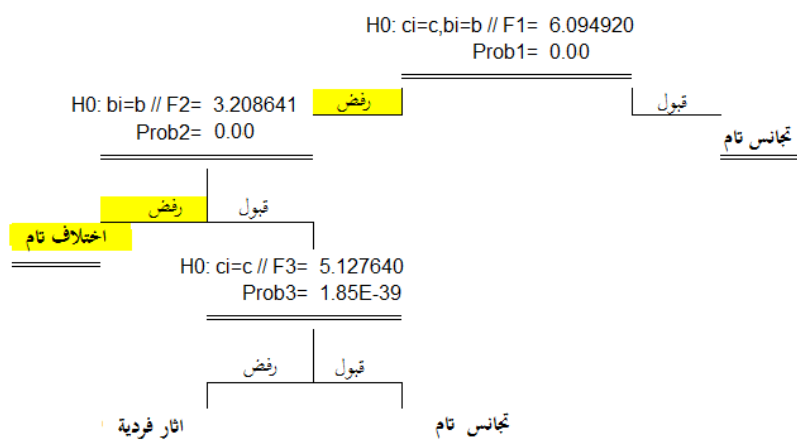 H0: ci=c,bi=b // F1= 6.094920
Prob1= 0.00
رفض
قبول
تجانس تام
H0: bi=b // F2= 3.208641
Prob2= 0.00
رفض
قبول
اختلاف تام
H0: ci=c // F3= 5.127640
Prob3= 1.85E-39
رفض
قبول
اثار فردية
تجانس تام